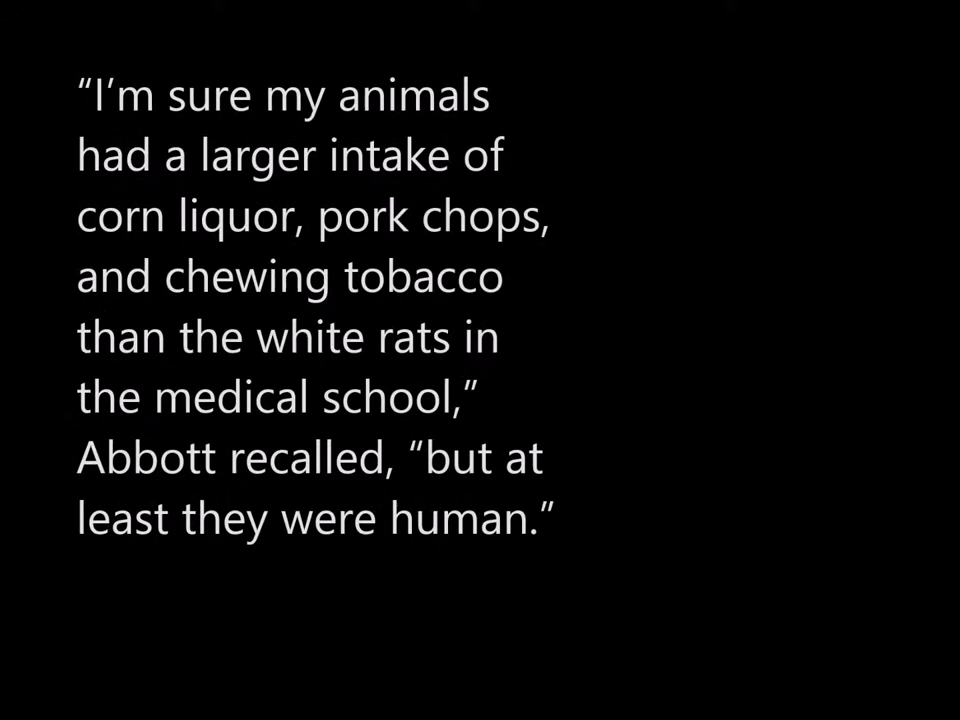 “I’m sure my animals
had a larger intake of
corn liquor, pork chops,
and chewing tobacco
than the white rats in
the medical school,”
Abbott recalled, “but at
least they were human.”